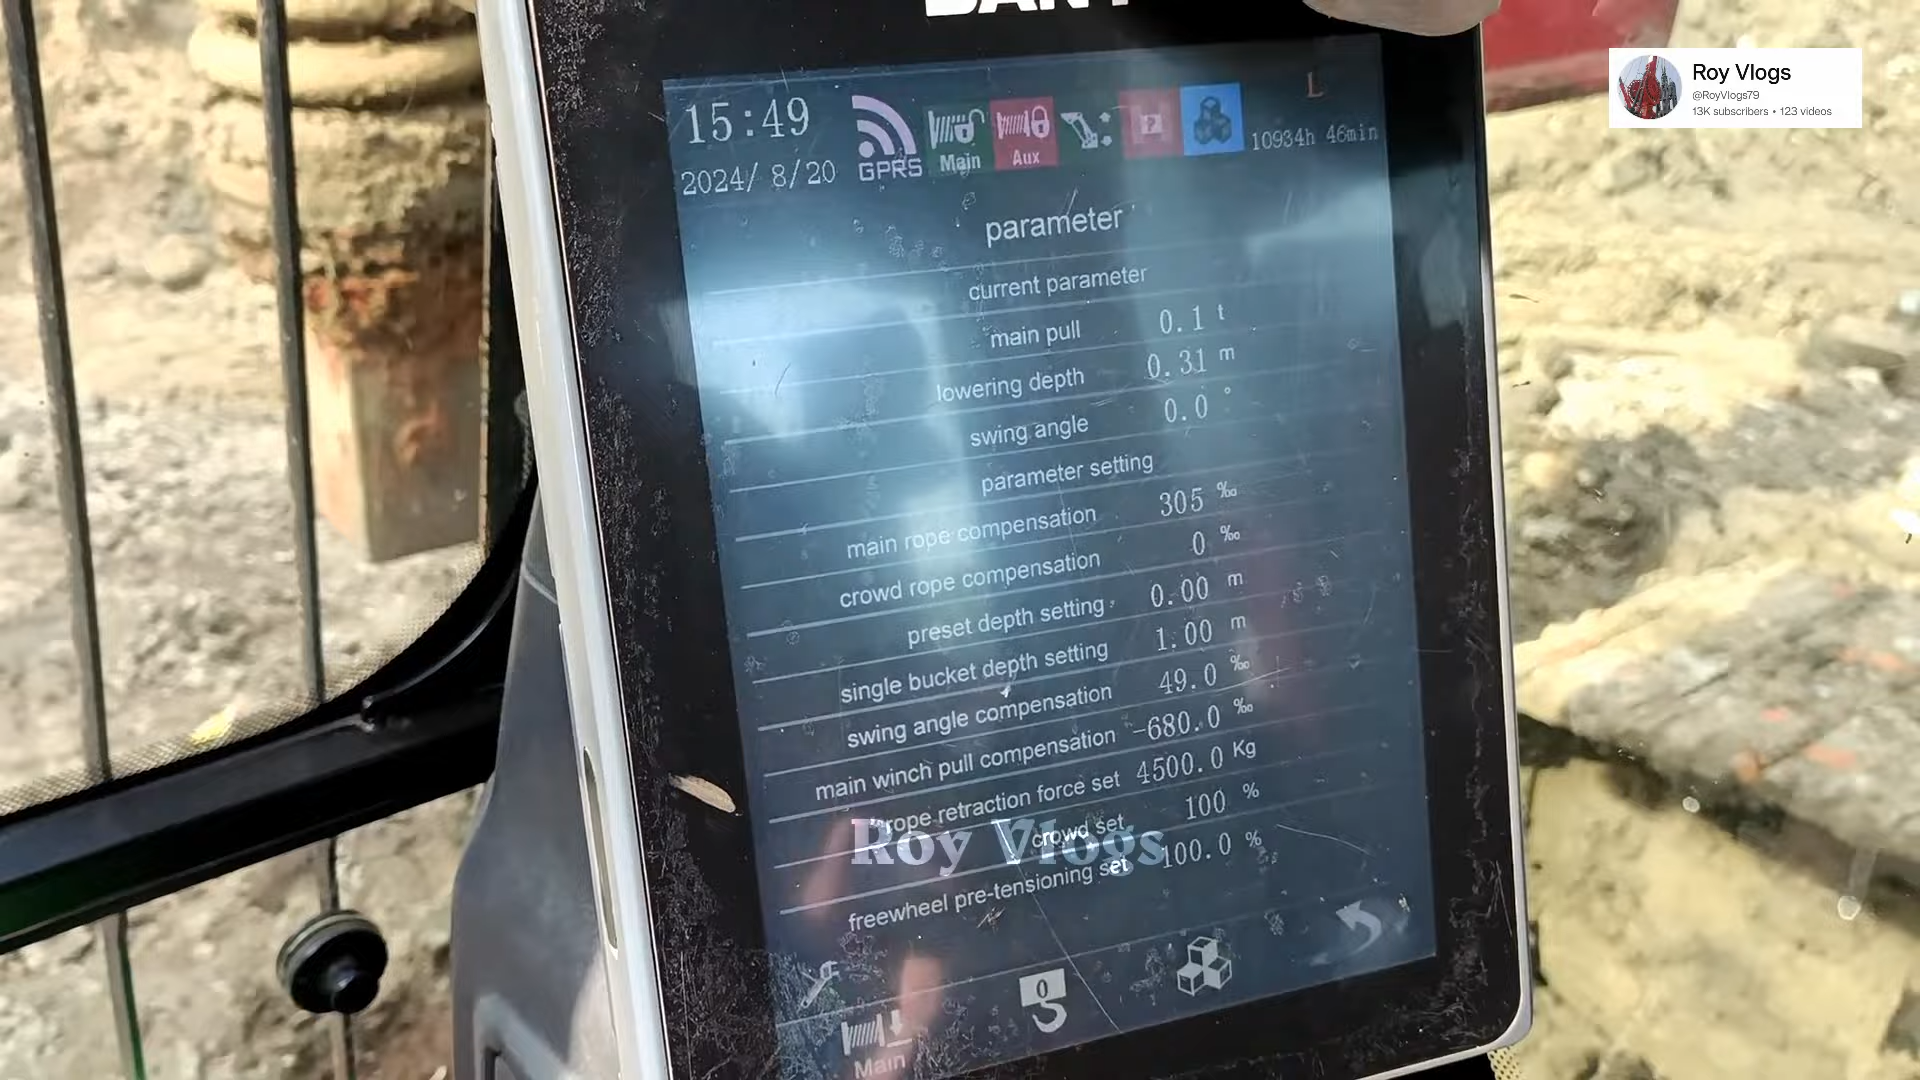 15:49
2024/ 8/20
GPRS
Main
Aux
?
L
10934h 46min
Roy Vlogs
@RoyVlogs79
13K subscribers • 123 videos
parameter
current parameter
main pull 0.1 t
lowering depth 0.31 m
swing angle 0.0 °
parameter setting
main rope compensation 305 ‰
crowd rope compensation 0 ‰
preset depth setting 0.00 m
single bucket depth setting 1.00 m
swing angle compensation 49.0 ‰
main winch pull compensation -680.0 ‰
rope retraction force set 4500.0 Kg
crowd set 100 %
freewheel pre-tensioning set 100.0 %
Roy Vlogs
0
Main